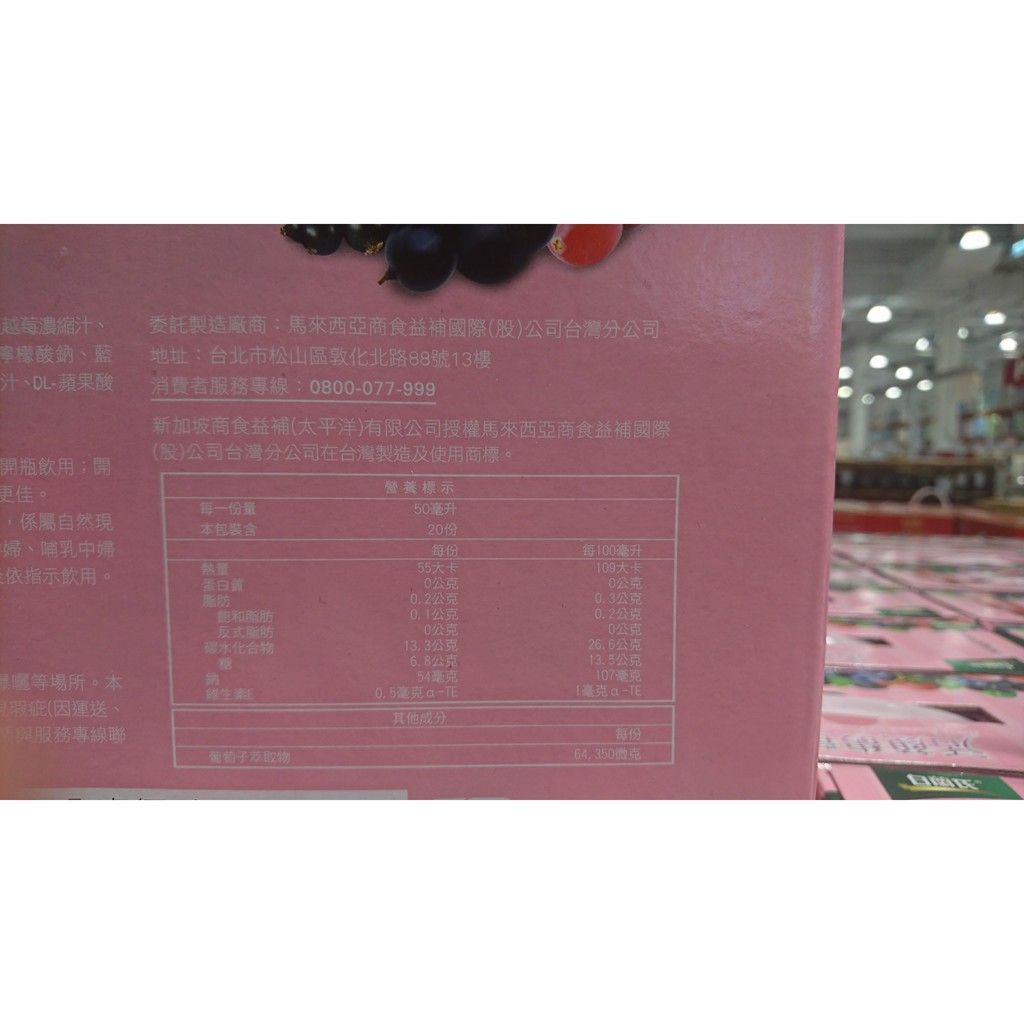 越莓濃縮汁、
檸檬酸鈉、藍
汁、DL-蘋果酸
開瓶飲用;開
更佳。
,係屬自然現
婦、哺乳中婦
依指示飲用。
曝曬等場所。本
瑕疵(因運送、
與服務專線聯
委託製造廠商:馬來西亞商食益補國際(股)公司台灣分公司
地址:台北市松山區敦化北路88號13樓
消費者服務專線:0800-077-999
新加坡商食益補(太平洋)有限公司授權馬來西亞商食益補國際
(股)公司台灣分公司在台灣製造及使用商標。
營養標示
每一份量 50毫升
本包裝含 20份
每份 每100毫升
熱量 55大卡 109大卡
蛋白質 0公克 0公克
脂肪 0.2公克 0.3公克
飽和脂肪 0.1公克 0.2公克
反式脂肪 0公克 0公克
碳水化合物 13.3公克 26.6公克
糖 6.8公克 13.5公克
鈉 54毫克 107毫克
維生素E 0.5毫克α-TE 1毫克α-TE
其他成分
每份
葡萄子萃取物 64.350微克
白蘭氏